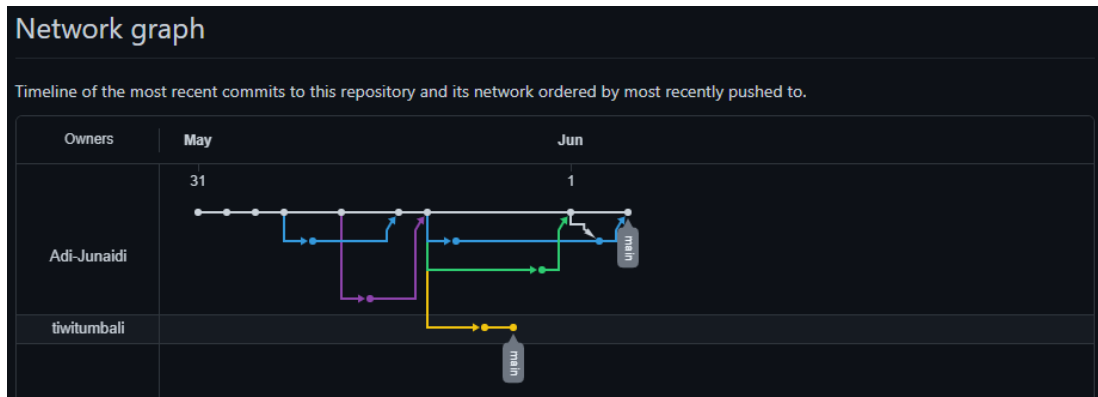 Network graph
Timeline of the most recent commits to this repository and its network ordered by most recently pushed to.
Owners May Jun
31 1
Adi-Junaidi
main
tiwitumbali
main